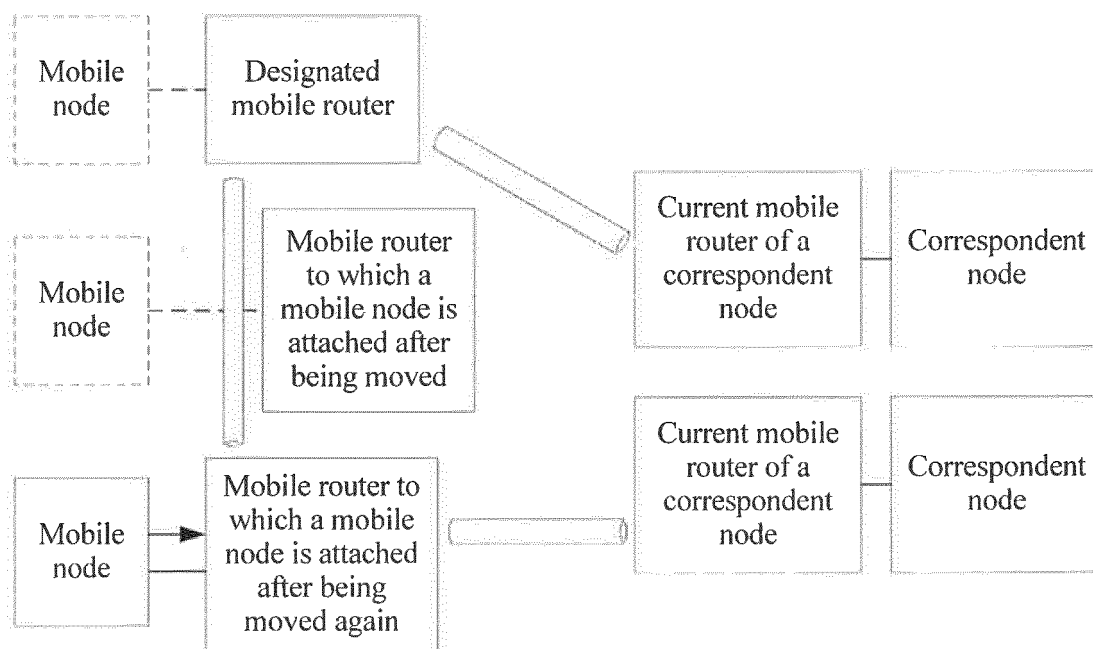 Mobile
node
Designated
mobile router
Mobile
node
Mobile router
to which a
mobile node is
attached after
being moved
Current mobile
router of a
correspondent
node
Correspondent
node
Mobile
node
Mobile router to
which a mobile
node is attached
after being
moved again
Current mobile
router of a
correspondent
node
Correspondent
node